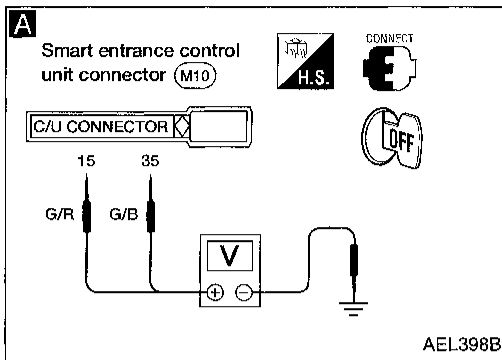 A
Smart entrance control
unit connector (M10)
H.S.
CONNECT
C/U CONNECTOR
OFF
15 35
G/R G/B
V
+ −
AEL398B